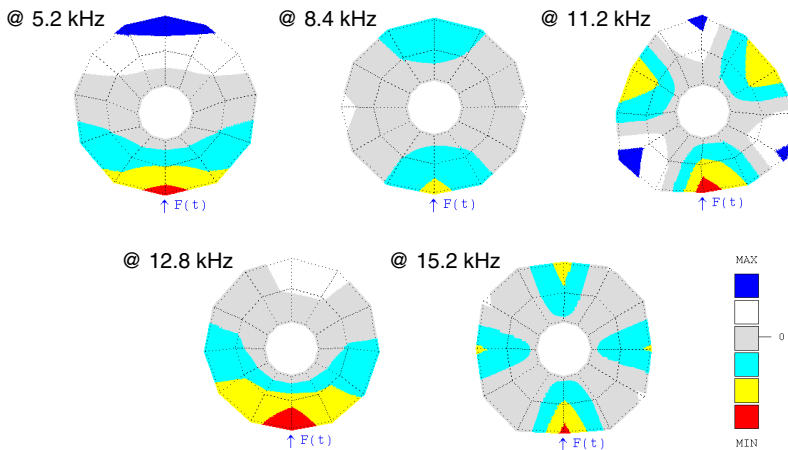 @ 5.2 kHz
@ 8.4 kHz
@ 11.2 kHz
↑ F(t)
↑ F(t)
↑ F(t)
@ 12.8 kHz
@ 15.2 kHz
MAX
0
MIN
↑ F(t)
↑ F(t)